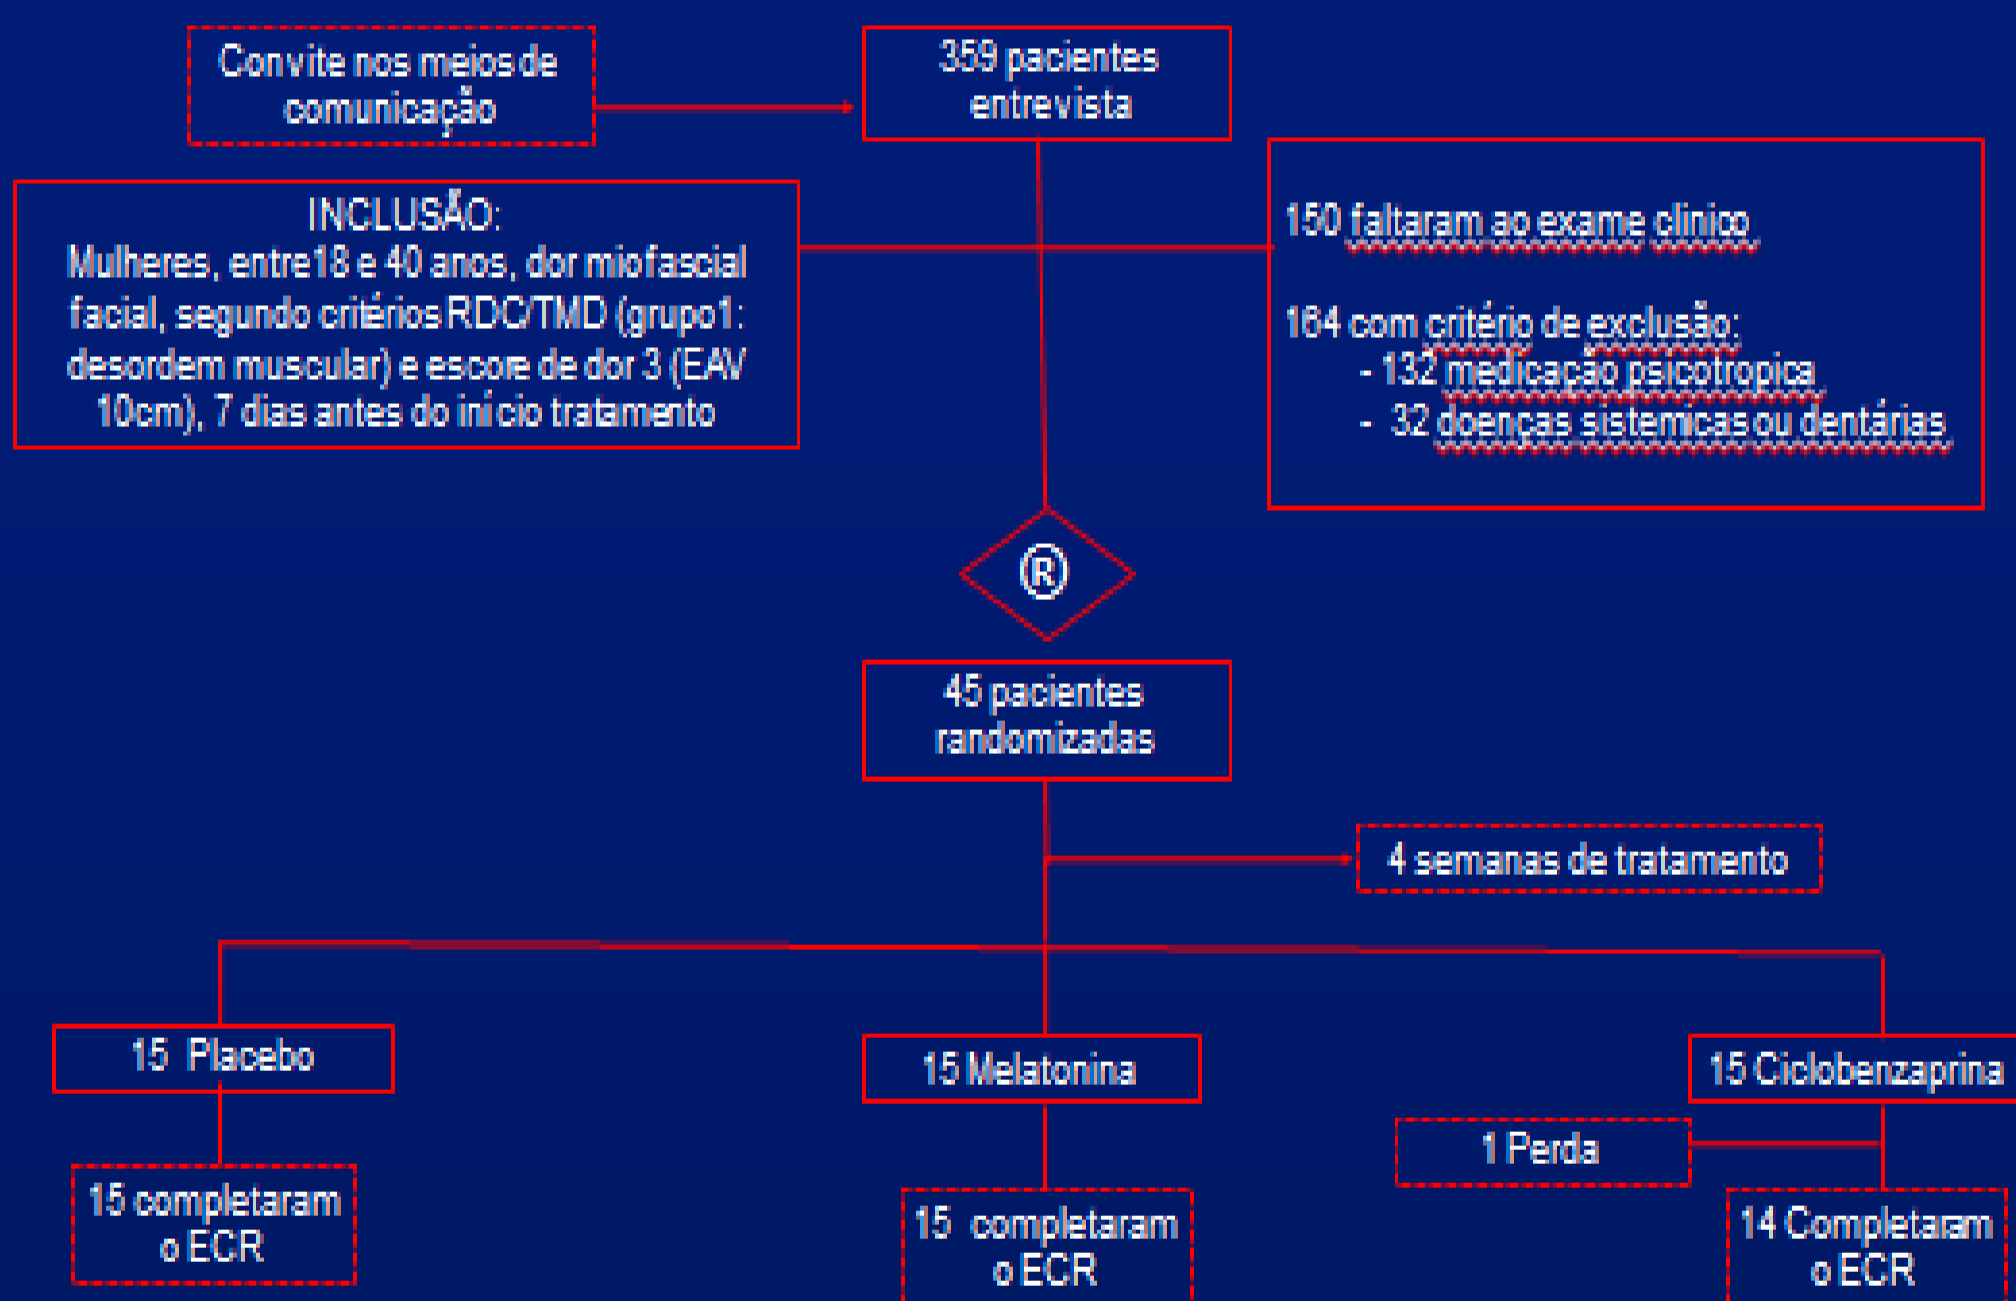 Convite nos meios de
comunicação
359 pacientes
entrevista
INCLUSÃO:
Mulheres, entre18 e 40 anos, dor miofascial
facial, segundo critérios RDC/TMD (grupo1:
desordem muscular) e escore de dor 3 (EAV
10cm), 7 dias antes do início tratamento
150 faltaram ao exame clinico
164 com critério de exclusão:
- 132 medicação psicotropica
- 32 doenças sistemicas ou dentárias
®
45 pacientes
randomizadas
4 semanas de tratamento
15 Placebo
15 Melatonina
15 Ciclobenzaprina
1 Perda
15 completaram
o ECR
15 completaram
o ECR
14 Completaram
o ECR